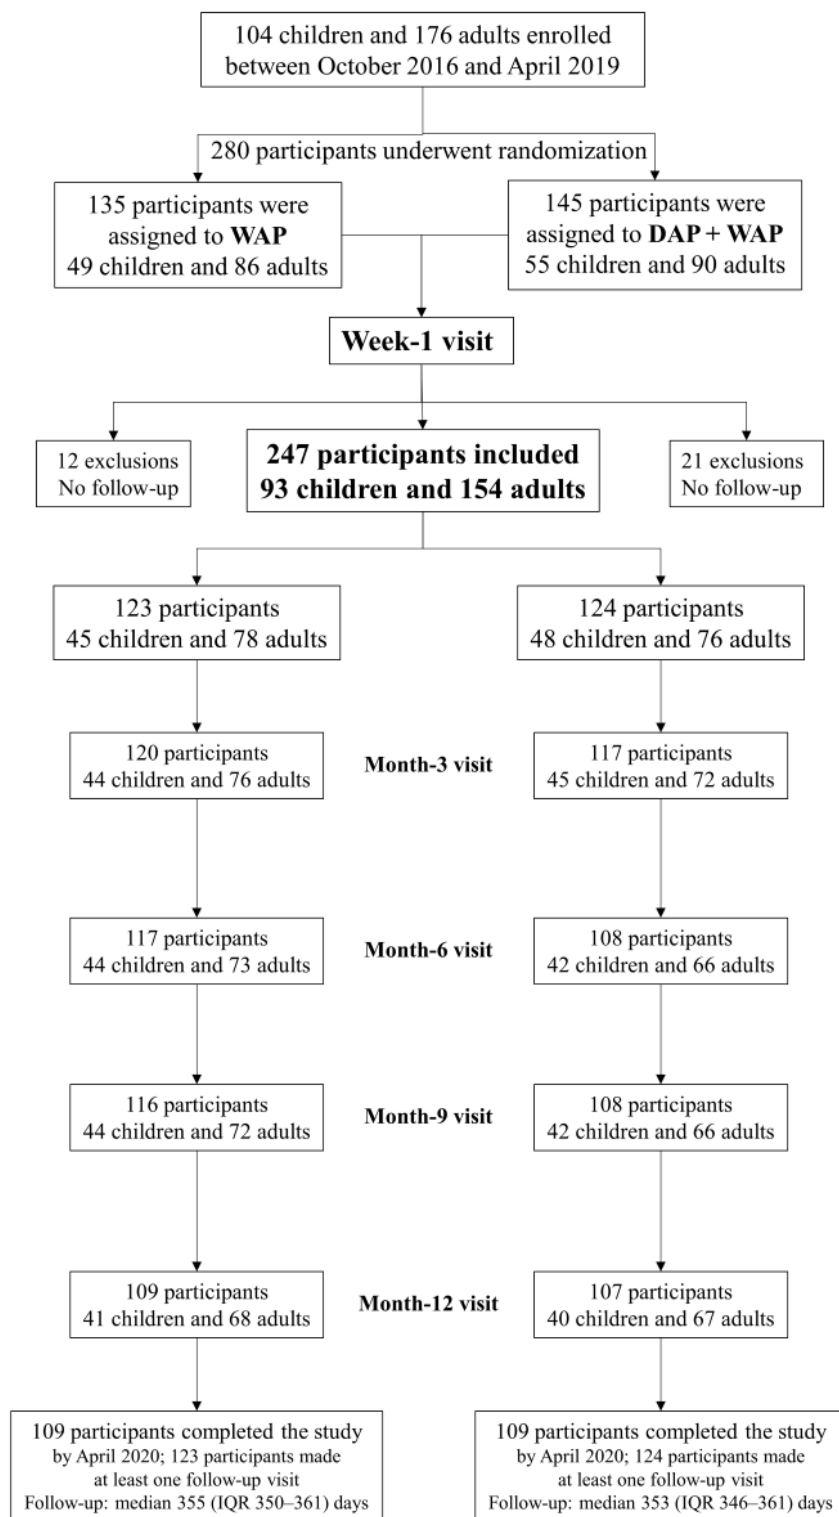 104 children and 176 adults enrolled
between October 2016 and April 2019
280 participants underwent randomization
135 participants were
assigned to WAP
49 children and 86 adults
145 participants were
assigned to DAP + WAP
55 children and 90 adults
Week-1 visit
12 exclusions
No follow-up
247 participants included
93 children and 154 adults
21 exclusions
No follow-up
123 participants
45 children and 78 adults
124 participants
48 children and 76 adults
120 participants
44 children and 76 adults
Month-3 visit
117 participants
45 children and 72 adults
117 participants
44 children and 73 adults
Month-6 visit
108 participants
42 children and 66 adults
116 participants
44 children and 72 adults
Month-9 visit
108 participants
42 children and 66 adults
109 participants
41 children and 68 adults
Month-12 visit
107 participants
40 children and 67 adults
109 participants completed the study
by April 2020; 123 participants made
at least one follow-up visit
Follow-up: median 355 (IQR 350–361) days
109 participants completed the study
by April 2020; 124 participants made
at least one follow-up visit
Follow-up: median 353 (IQR 346–361) days